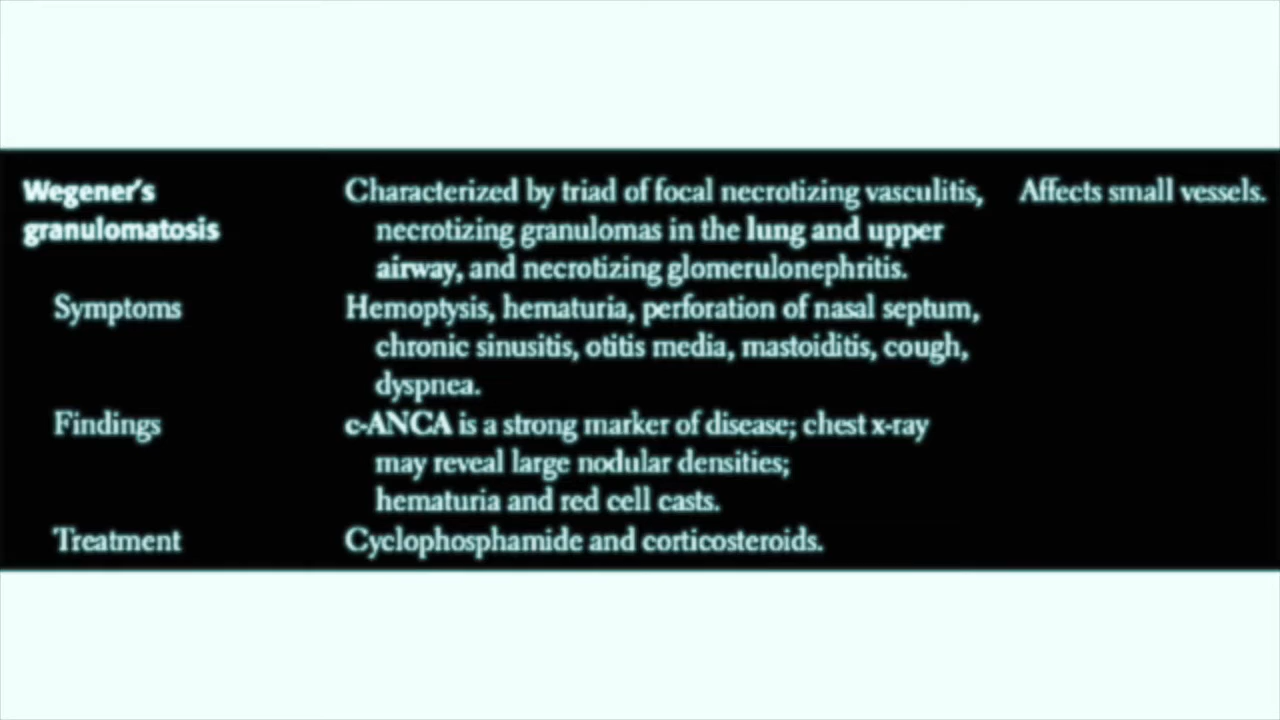 Wegener's
granulomatosis
Characterized by triad of focal necrotizing vasculitis,
necrotizing granulomas in the lung and upper
airway, and necrotizing glomerulonephritis.
Affects small vessels.
Symptoms
Hemoptysis, hematuria, perforation of nasal septum,
chronic sinusitis, otitis media, mastoiditis, cough,
dyspnea.
Findings
c-ANCA is a strong marker of disease; chest x-ray
may reveal large nodular densities;
hematuria and red cell casts.
Treatment
Cyclophosphamide and corticosteroids.